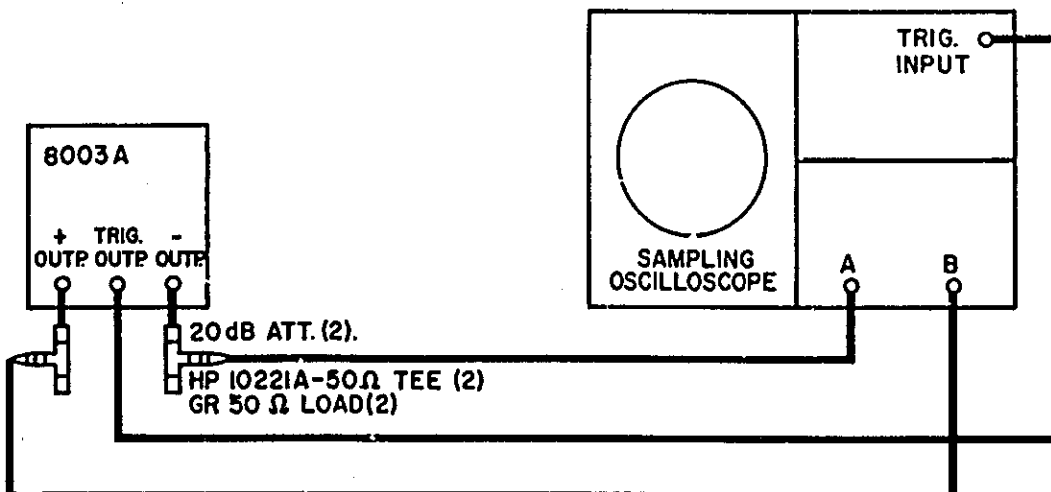 TRIG.
INPUT
8003A
+ TRIG. -
OUTP. OUTP. OUTP.
SAMPLING
OSCILLOSCOPE
A B
20dB ATT. (2).
HP 10221A-50Ω TEE (2)
GR 50 Ω LOAD(2)